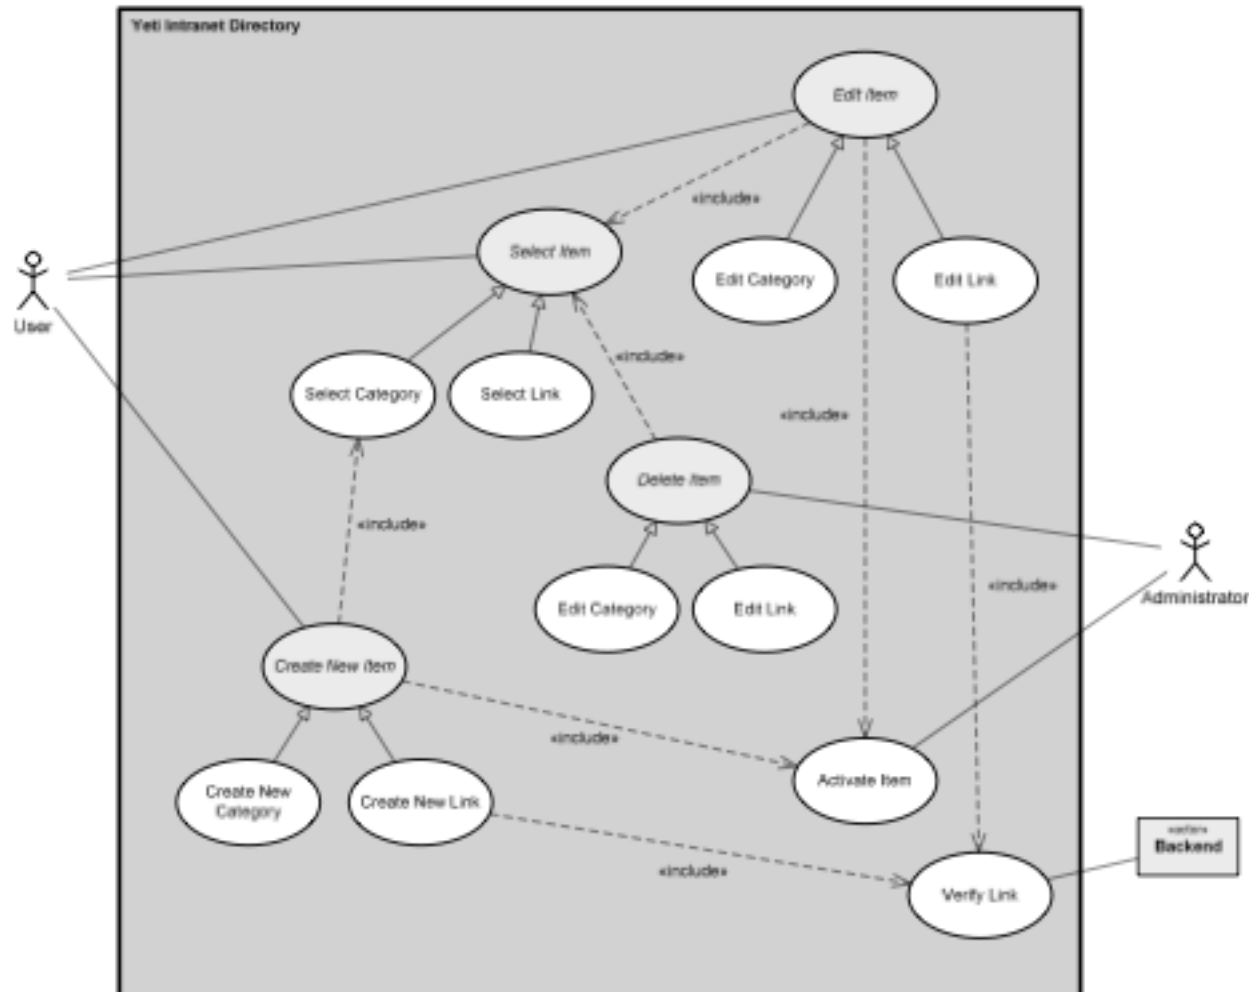 Yeti Intranet Directory
Edit Item
«include»
Select Item
Edit Category
Edit Link
User
«include»
Select Category
Select Link
«include»
Delete Item
«include»
«include»
Administrator
Edit Category
Edit Link
Create New Item
«include»
Activate Item
Create New
Category
Create New Link
«actor»
Backend
«include»
Verify Link